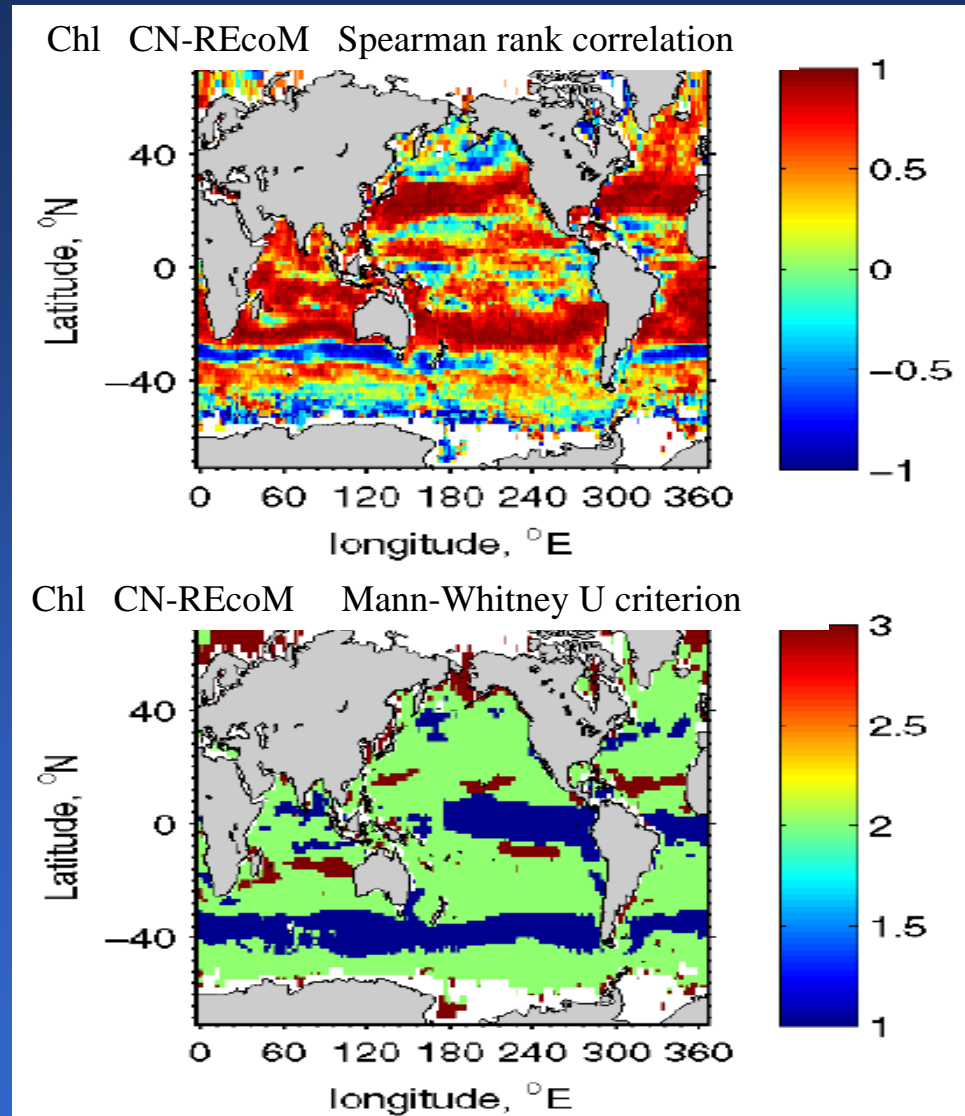 Chl CN-REcoM Spearman rank correlation
1
0.5
0
−0.5
−1
Latitude, °N
40
0
−40
0 60 120 180 240 300 360
longitude, °E
Chl CN-REcoM Mann-Whitney U criterion
3
2.5
2
1.5
1
Latitude, °N
40
0
−40
0 60 120 180 240 300 360
longitude, °E